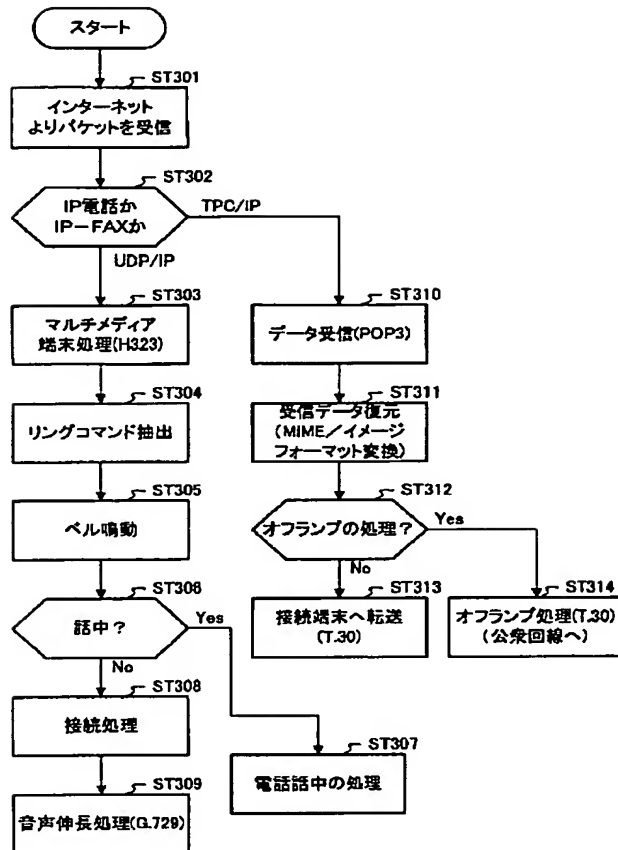 スタート
ST301
インターネット
よりパケットを受信
ST302
IP電話か
IP－FAXか
TPC/IP
UDP/IP
ST303
マルチメディア
端末処理(H323)
ST304
リングコマンド抽出
ST305
ベル鳴動
ST306
話中？
Yes
No
ST308
接続処理
ST309
音声伸長処理(G.729)
ST307
電話話中の処理
ST310
データ受信(POP3)
ST311
受信データ復元
(MIME／イメージ
フォーマット変換)
ST312
オフランプの処理？
Yes
No
ST313
接続端末へ転送
(T.30)
ST314
オフランプ処理(T.30)
(公衆回線へ)